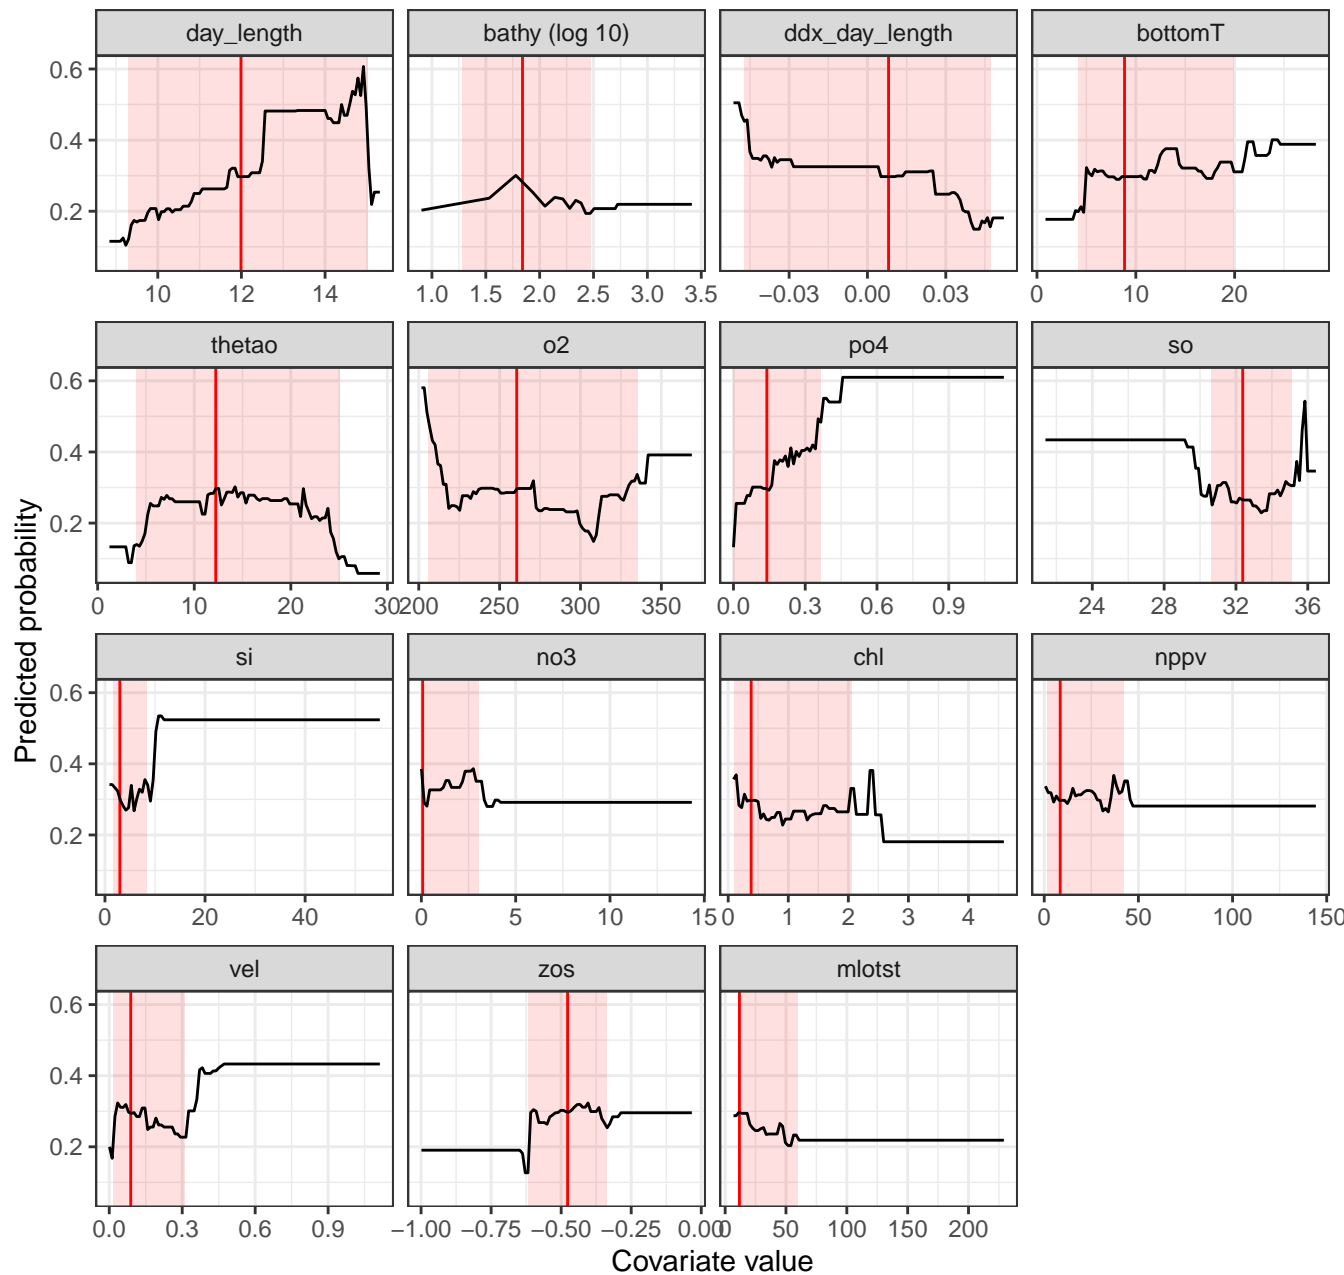 day_length bathy (log 10) ddx_day_length bottomT
0.6
0.4
0.2
10 12 14 1.0 1.5 2.0 2.5 3.0 3.5 −0.03 0.00 0.03 0 10 20
thetao o2 po4 so
0.6
0.4
0.2
0 10 20 30 200 250 300 350 0.0 0.3 0.6 0.9 24 28 32 36
Predicted probability
si no3 chl nppv
0.6
0.4
0.2
0 20 40 0 5 10 15 0 1 2 3 4 0 50 100 150
vel zos mlotst
0.6
0.4
0.2
0.0 0.3 0.6 0.9 −1.00 −0.75 −0.50 −0.25 0.00 0 50 100 150 200
Covariate value